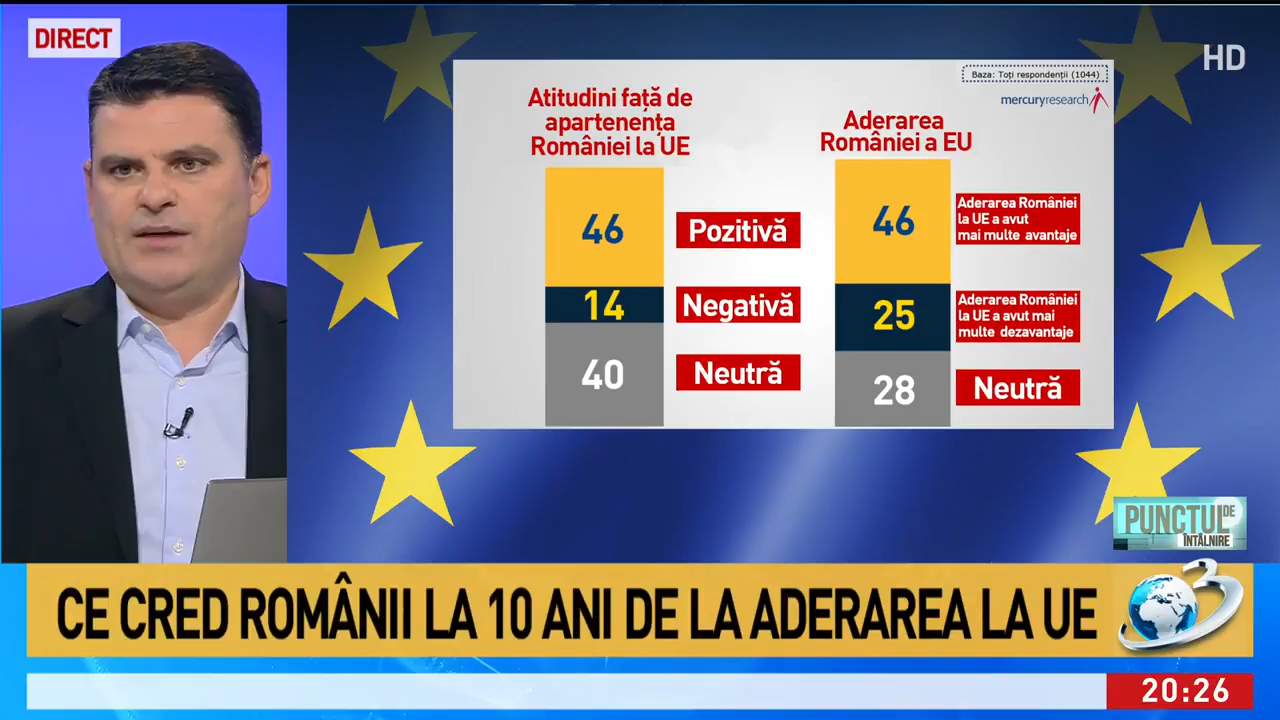 DIRECT
HD
Baza: Toți respondenții (1044)
mercuryresearch
Atitudini față de
apartenența
României la UE
46
Pozitivă
14
Negativă
40
Neutră
Aderarea
României a EU
46
Aderarea României
la UE a avut
mai multe avantaje
25
Aderarea României
la UE a avut mai
multe dezavantaje
28
Neutră
PUNCTUL DE
ÎNTÂLNIRE
CE CRED ROMÂNII LA 10 ANI DE LA ADERAREA LA UE
3
20:26